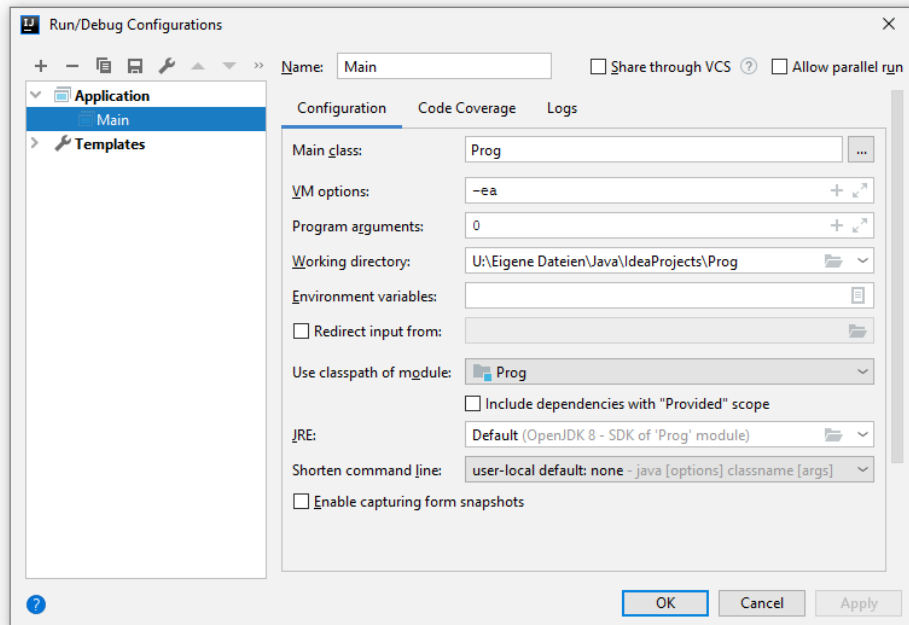 IJ Run/Debug Configurations
Name: Main Share through VCS ? Allow parallel run
Application
Main
Templates
Configuration Code Coverage Logs
Main class: Prog ...
VM options: -ea
Program arguments: 0
Working directory: U:\Eigene Dateien\Java\IdeaProjects\Prog
Environment variables:
Redirect input from:
Use classpath of module: Prog
Include dependencies with "Provided" scope
JRE: Default (OpenJDK 8 - SDK of 'Prog' module)
Shorten command line: user-local default: none - java [options] classname [args]
Enable capturing form snapshots
? OK Cancel Apply